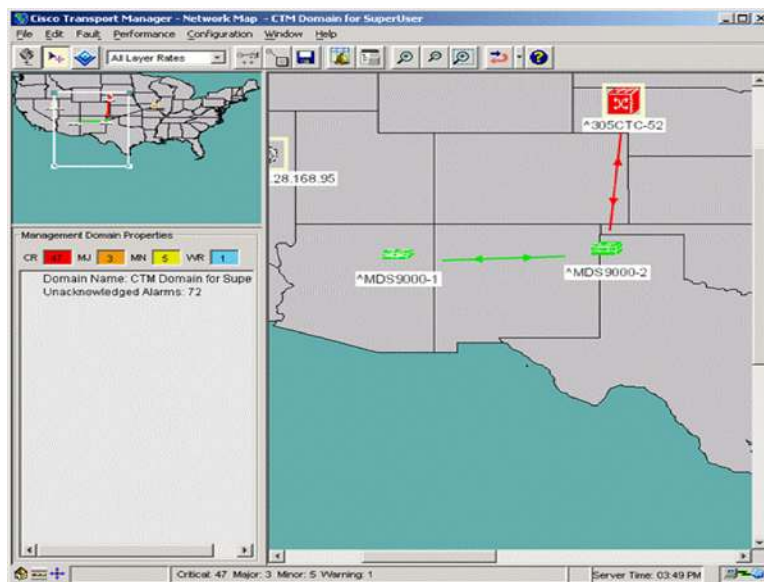 Cisco Transport Manager - Network Map - CTM Domain for SuperUser
File Edit Fault Performance Configuration Window Help
All Layer Rates
^305CTC-52
.28.168.95
^MDS9000-1
^MDS9000-2
Management Domain Properties
CR 47 MJ 3 MN 5 WR 1
Domain Name: CTM Domain for Supe
Unacknowledged Alarms: 72
Critical: 47 Major: 3 Minor: 5 Warning: 1
Server Time: 03:49 PM